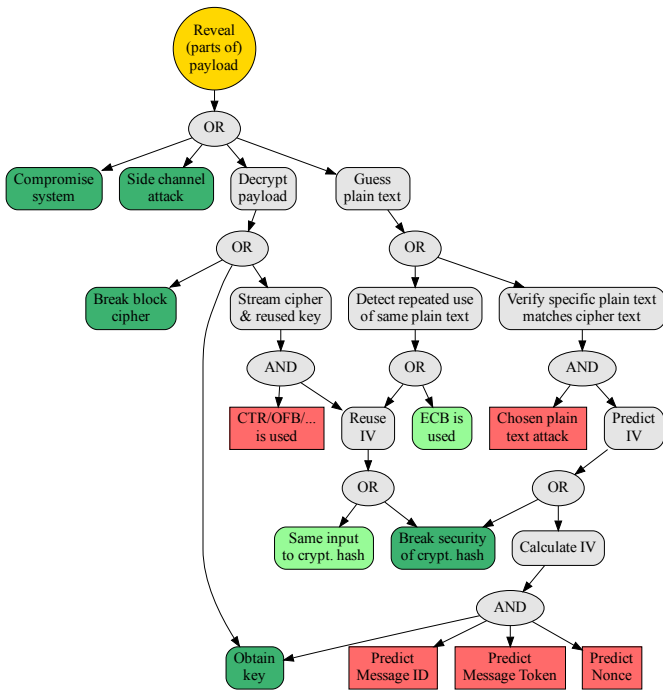 Reveal
(parts of)
payload
OR
Compromise
system
Side channel
attack
Decrypt
payload
Guess
plain text
OR
OR
Break block
cipher
Stream cipher
& reused key
Detect repeated use
of same plain text
Verify specific plain text
matches cipher text
AND
OR
AND
CTR/OFB/...
is used
Reuse
IV
ECB is
used
Chosen plain
text attack
Predict
IV
OR
OR
Same input
to crypt. hash
Break security
of crypt. hash
Calculate IV
AND
Obtain
key
Predict
Message ID
Predict
Message Token
Predict
Nonce